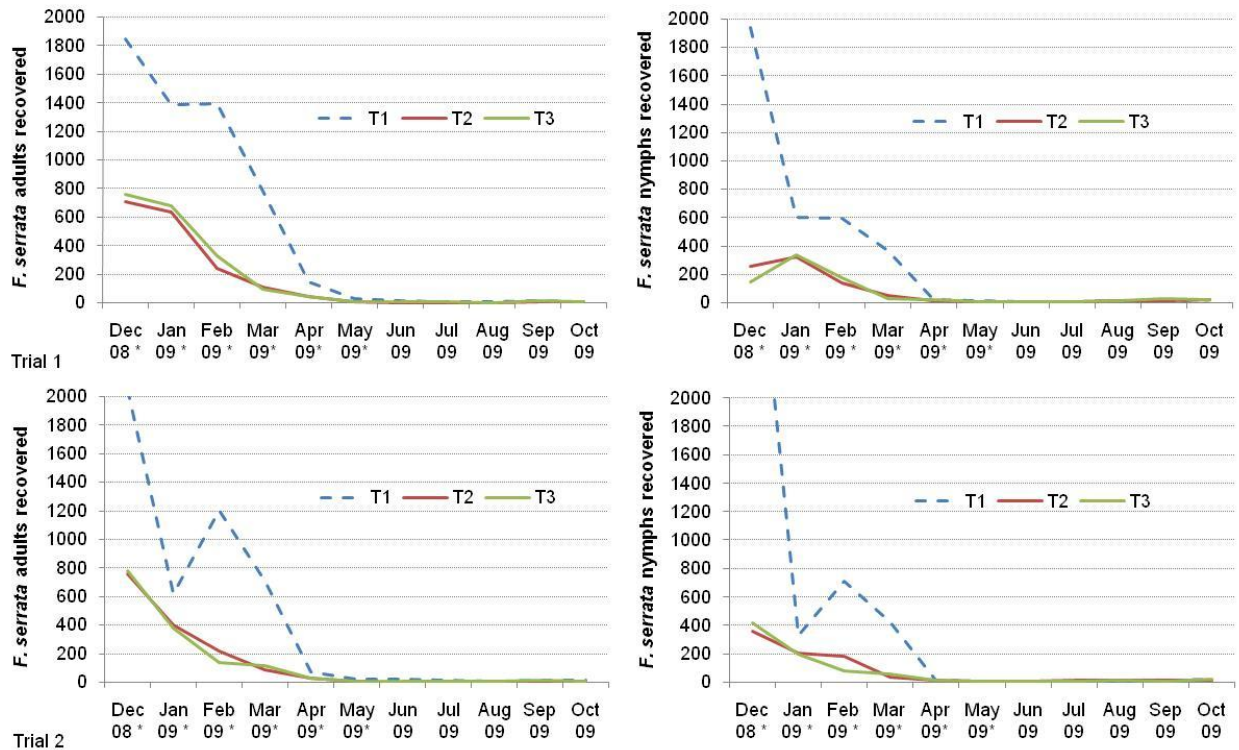 F. serrata adults recovered
2000
1800
1600
1400
1200
1000
800
600
400
200
0
T1 T2 T3
Dec Jan Feb Mar Apr May Jun Jul Aug Sep Oct
08 * 09 * 09 * 09 * 09 * 09 * 09 09 09 09 09
Trial 1
F. serrata nymphs recovered
2000
1800
1600
1400
1200
1000
800
600
400
200
0
T1 T2 T3
Dec Jan Feb Mar Apr May Jun Jul Aug Sep Oct
08 * 09 * 09 * 09 * 09 * 09 * 09 09 09 09 09
F. serrata adults recovered
2000
1800
1600
1400
1200
1000
800
600
400
200
0
T1 T2 T3
Dec Jan Feb Mar Apr May Jun Jul Aug Sep Oct
08 * 09 * 09 * 09 * 09 * 09 * 09 09 09 09 09
Trial 2
F. serrata nymphs recovered
2000
1800
1600
1400
1200
1000
800
600
400
200
0
T1 T2 T3
Dec Jan Feb Mar Apr May Jun Jul Aug Sep Oct
08 * 09 * 09 * 09 * 09 * 09 * 09 09 09 09 09